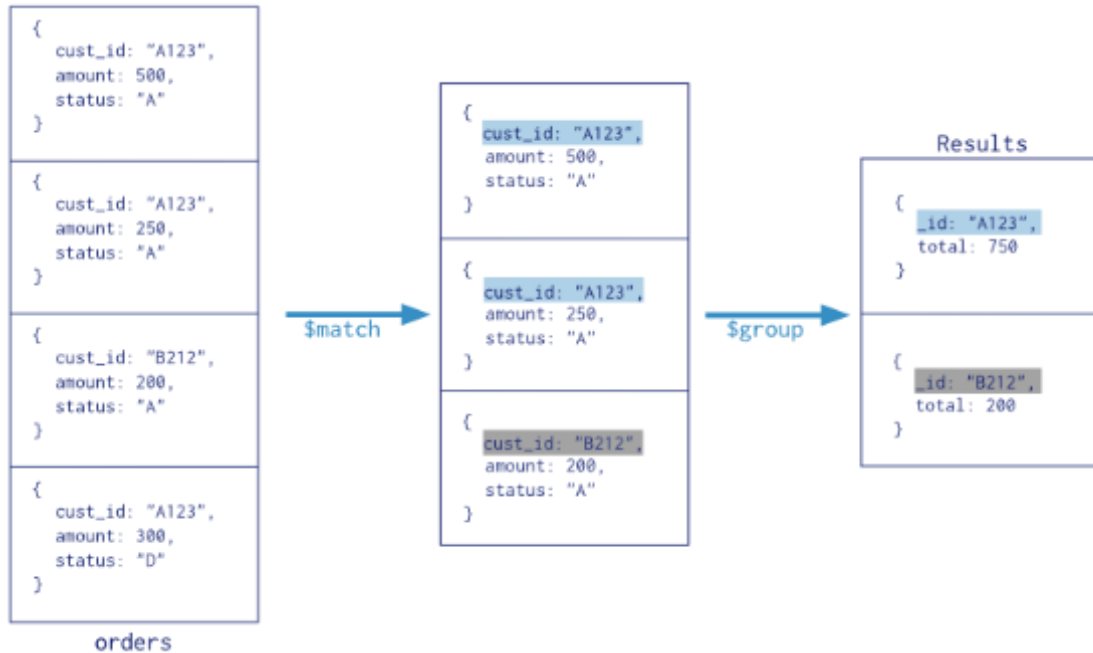 {
cust_id: "A123",
amount: 500,
status: "A"
}
{
cust_id: "A123",
amount: 250,
status: "A"
}
{
cust_id: "B212",
amount: 200,
status: "A"
}
{
cust_id: "A123",
amount: 300,
status: "D"
}
orders
$match
{
cust_id: "A123",
amount: 500,
status: "A"
}
{
cust_id: "A123",
amount: 250,
status: "A"
}
{
cust_id: "B212",
amount: 200,
status: "A"
}
$group
Results
{
_id: "A123",
total: 750
}
{
_id: "B212",
total: 200
}